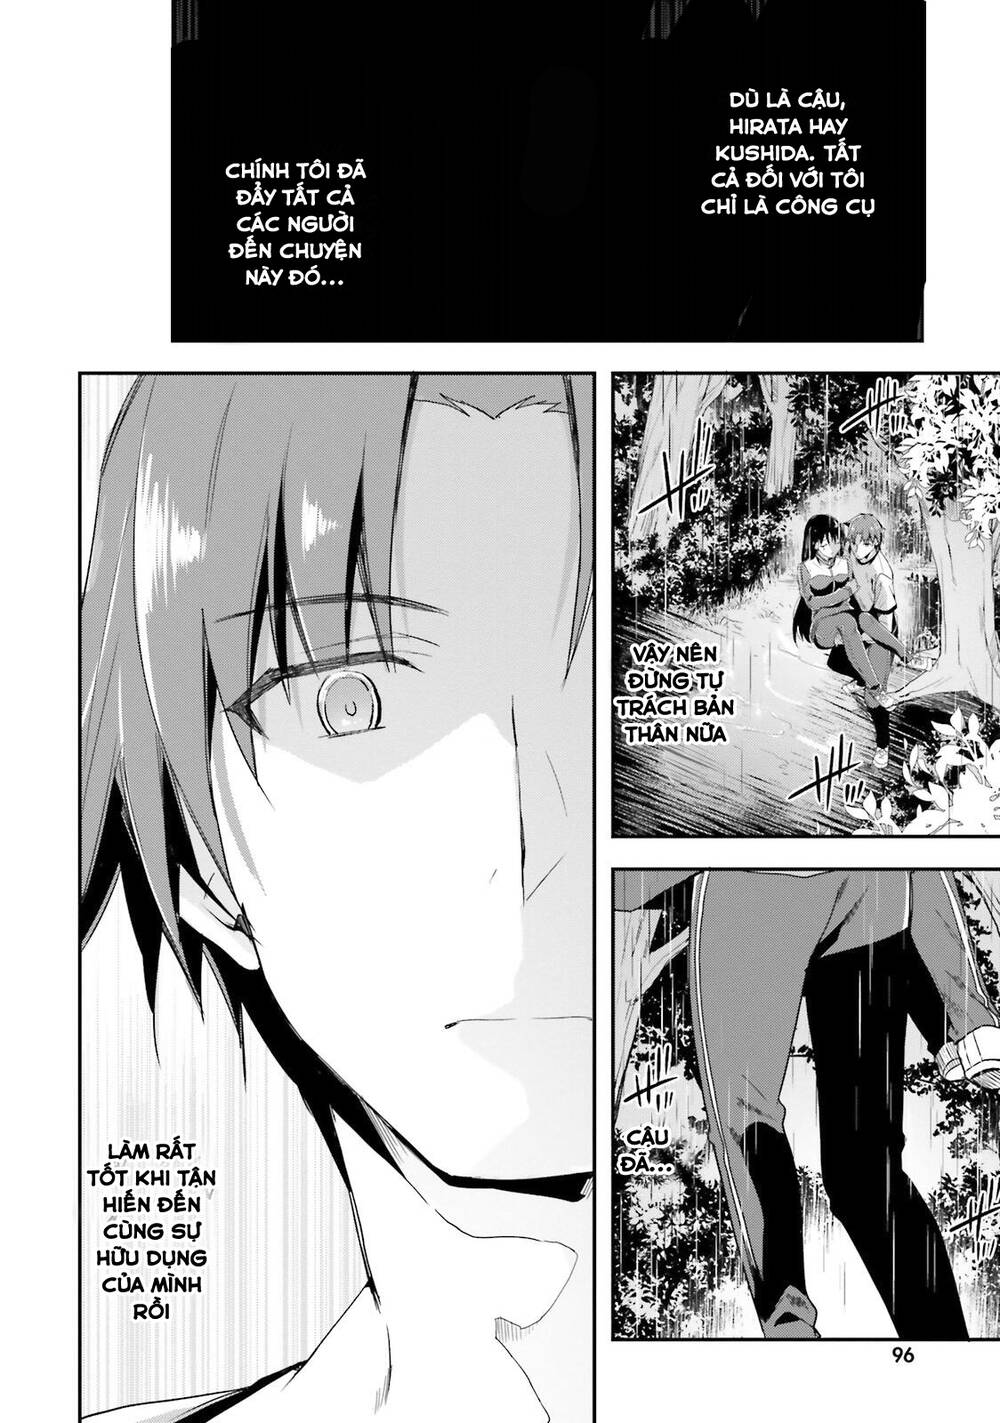 DÙ LÀ CẬU,
HIRATA HAY
KUSHIDA. TẤT
CẢ ĐỐI VỚI TÔI
CHỈ LÀ CÔNG CỤ
CHÍNH TÔI ĐÃ
ĐẨY TẤT CẢ
CÁC NGƯỜI
ĐẾN CHUYỆN
NÀY ĐÓ...
VẬY NÊN
ĐỪNG TỰ
TRÁCH BẢN
THÂN NỮA
CẬU
ĐÃ...
LÀM RẤT
TỐT KHI TẬN
HIẾN ĐẾN
CÙNG SỰ
HỮU DỤNG
CỦA MÌNH
RỒI
96